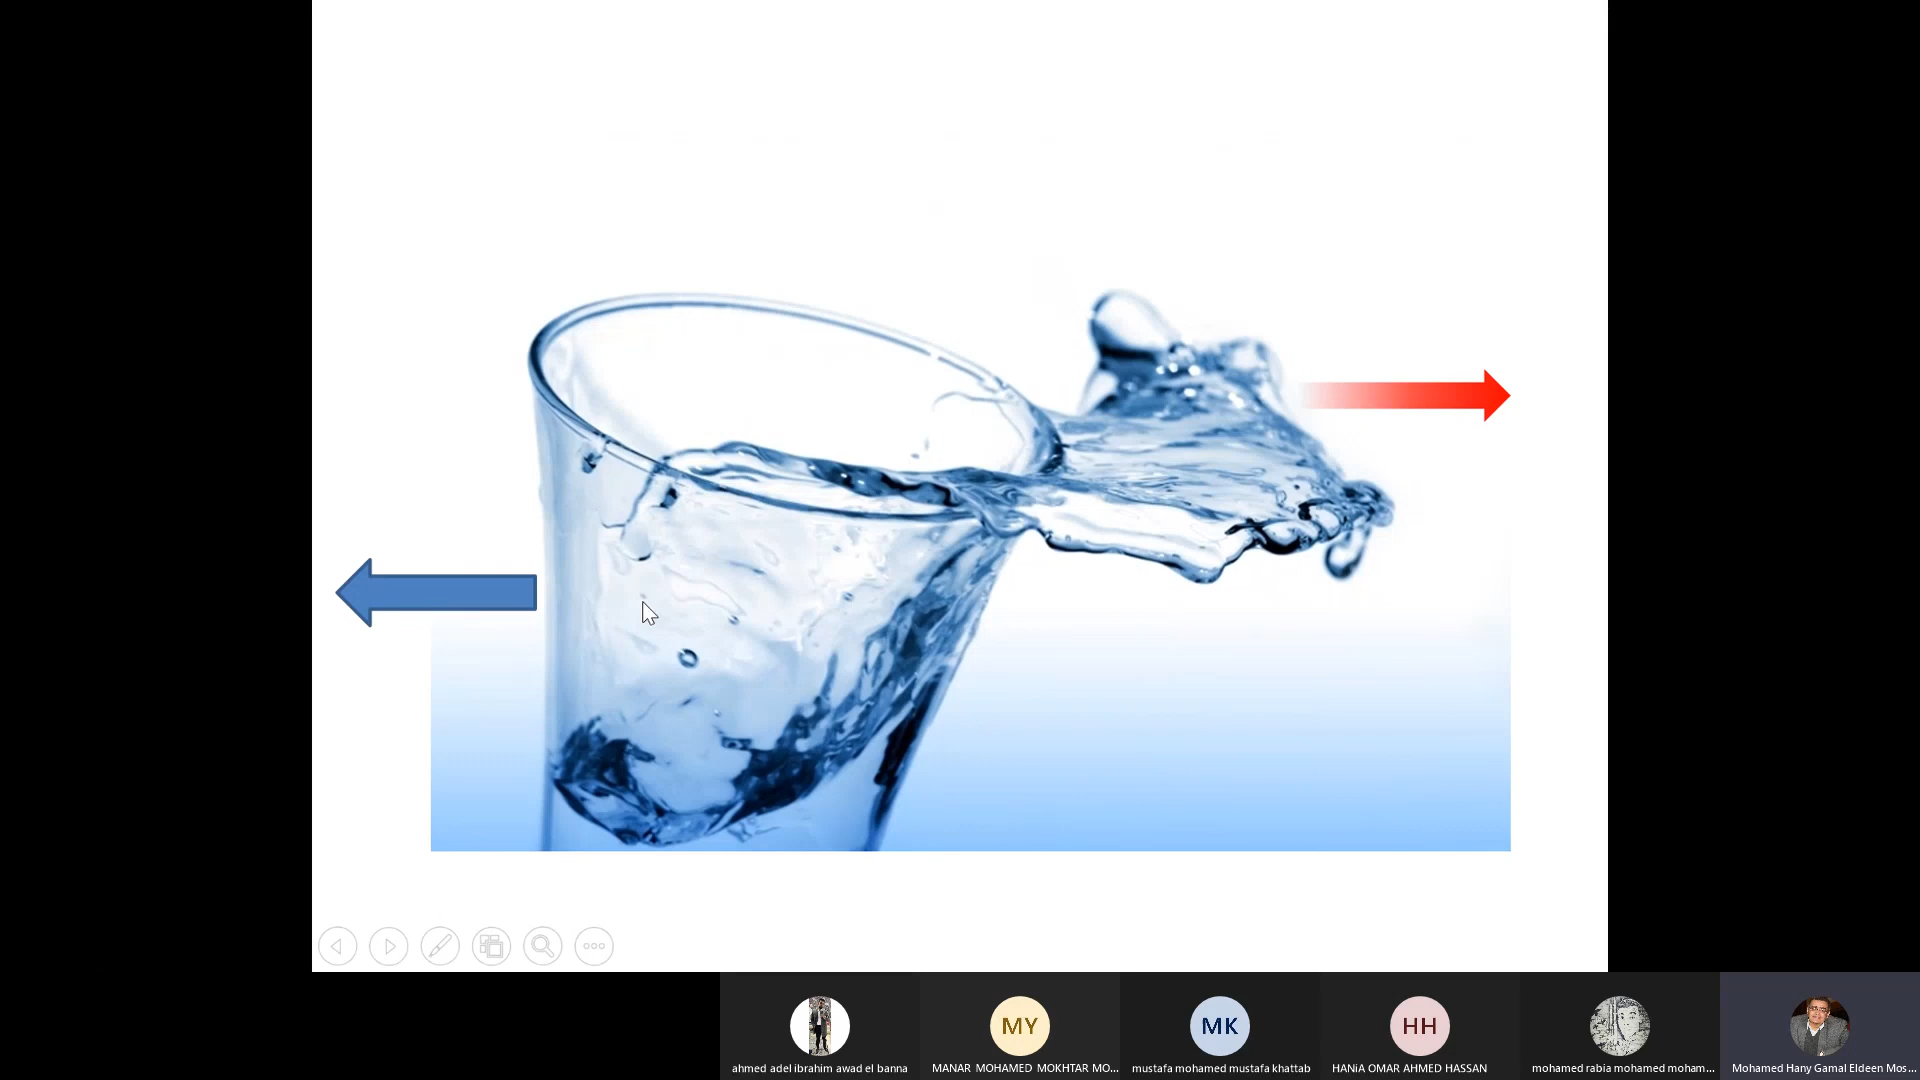 MY
MK
HH
ahmed adel ibrahim awad el banna
MANAR MOHAMED MOKHTAR MO...
mustafa mohamed mustafa khattab
HANiA OMAR AHMED HASSAN
mohamed rabia mohamed moham...
Mohamed Hany Gamal Eldeen Mos...